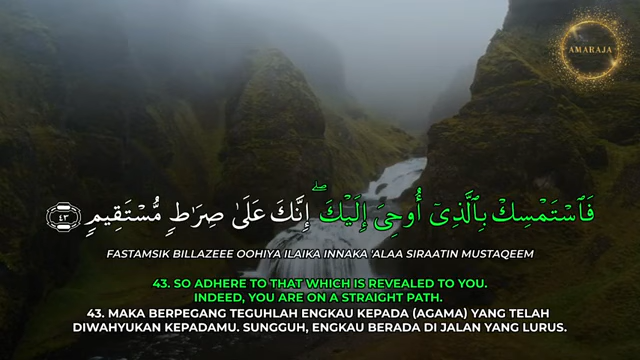 AMARAJA
فَٱسْتَمْسِكْ بِٱلَّذِىٓ أُوحِىَ إِلَيْكَ ۖ إِنَّكَ عَلَىٰ صِرَٰطٍ مُّسْتَقِيمٍ ٤٣
FASTAMSIK BILLAZEEE OOHIYA ILAIKA INNAKA 'ALAA SIRAATIN MUSTAQEEM
43. SO ADHERE TO THAT WHICH IS REVEALED TO YOU.
INDEED, YOU ARE ON A STRAIGHT PATH.
43. MAKA BERPEGANG TEGUHLAH ENGKAU KEPADA (AGAMA) YANG TELAH
DIWAHYUKAN KEPADAMU. SUNGGUH, ENGKAU BERADA DI JALAN YANG LURUS.